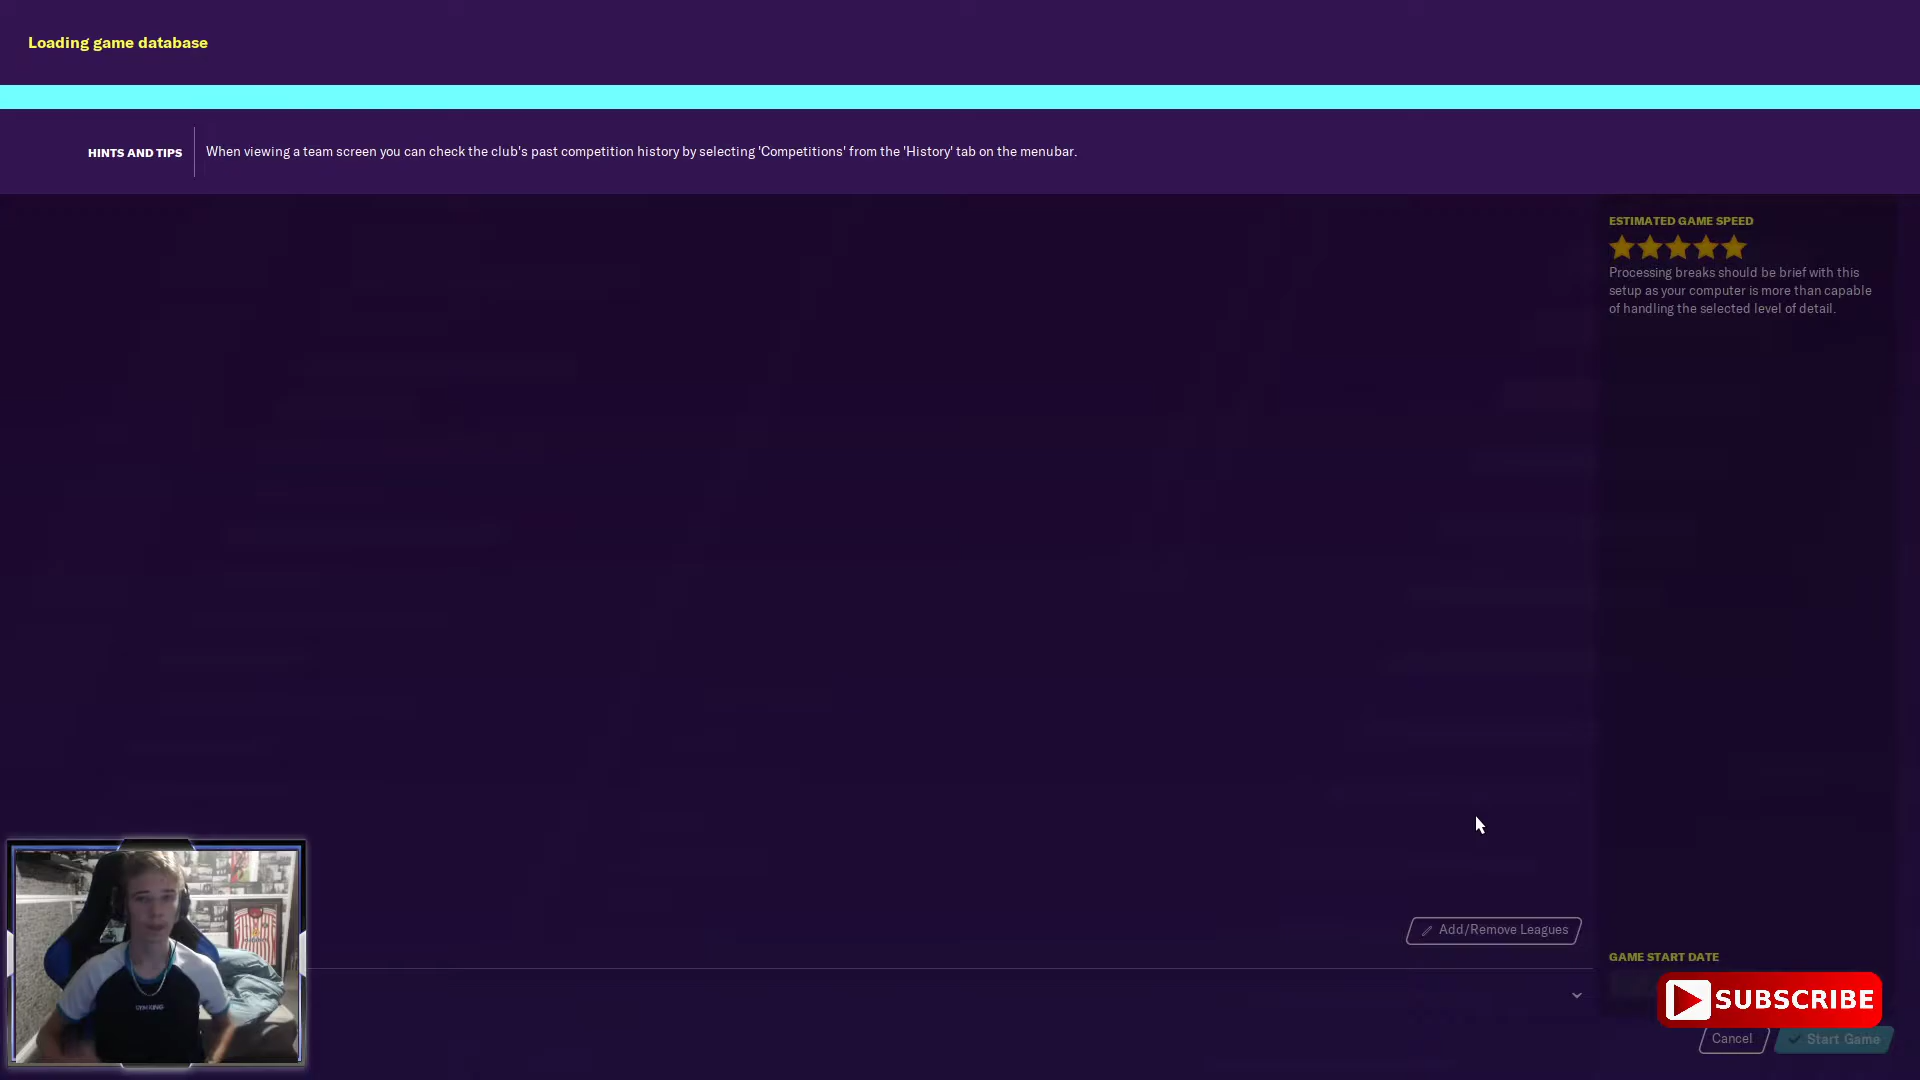 Loading game database
HINTS AND TIPS
When viewing a team screen you can check the club's past competition history by selecting 'Competitions' from the 'History' tab on the menubar.
ESTIMATED GAME SPEED
Processing breaks should be brief with this
setup as your computer is more than capable
of handling the selected level of detail.
Add/Remove Leagues
GAME START DATE
SUBSCRIBE
Cancel
Start Game